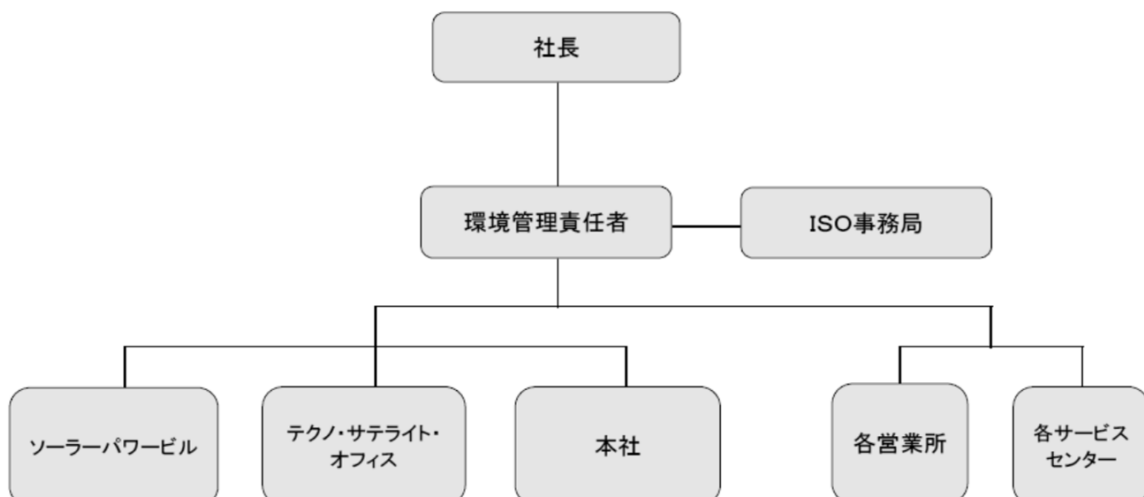 社長
環境管理責任者
ISO事務局
ソーラーパワービル
テクノ・サテライト・
オフィス
本社
各営業所
各サービス
センター